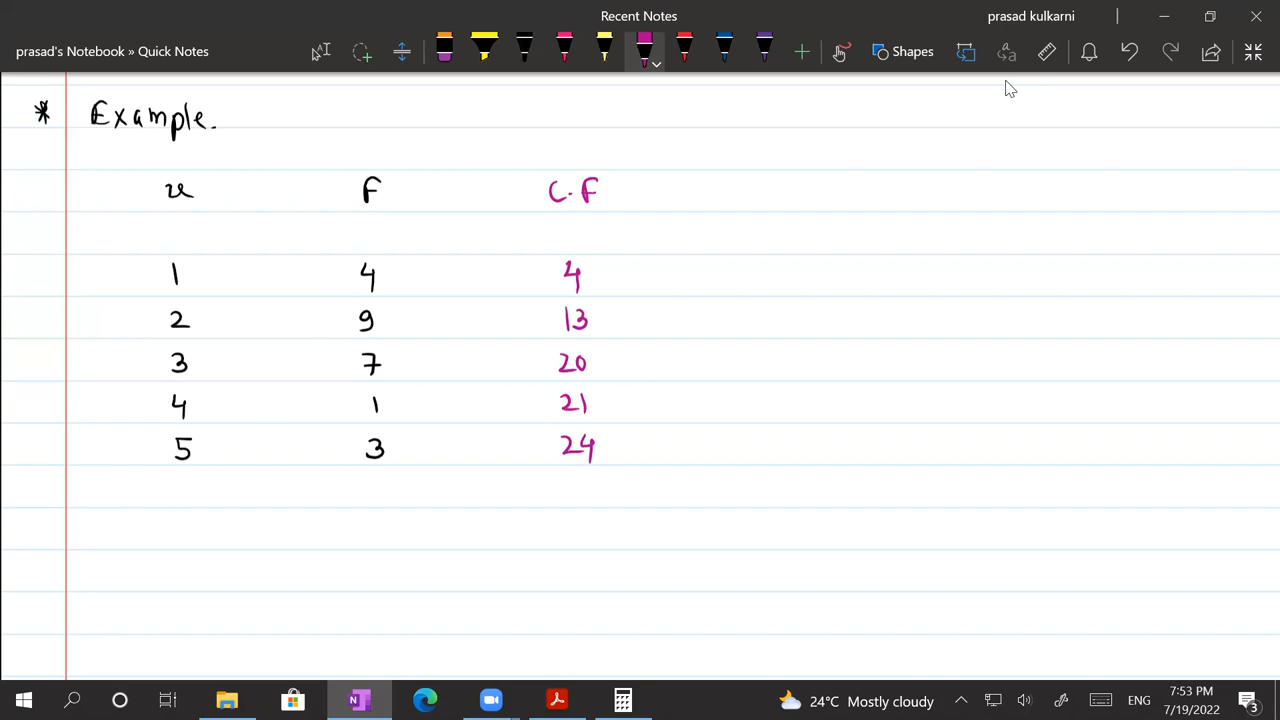 Recent Notes
prasad kulkarni
prasad's Notebook » Quick Notes
Shapes
* Example.
x F C.F
1 4 4
2 9 13
3 7 20
4 1 21
5 3 24
24°C Mostly cloudy
ENG
7:53 PM
7/19/2022
3